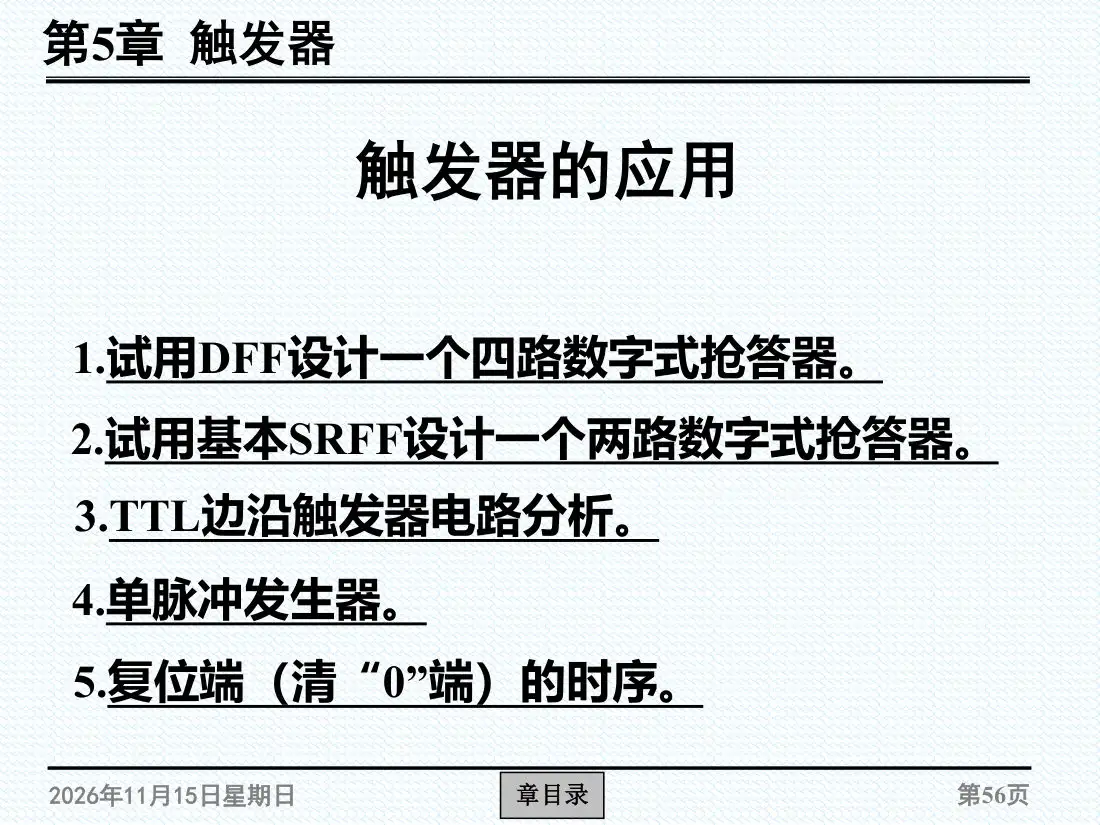 第5章 触发器
触发器的应用
1.试用DFF设计一个四路数字式抢答器。
2.试用基本SRFF设计一个两路数字式抢答器。
3.TTL边沿触发器电路分析。
4.单脉冲发生器。
5.复位端（清“0”端）的时序。
2026年11月15日星期日 章目录 第56页